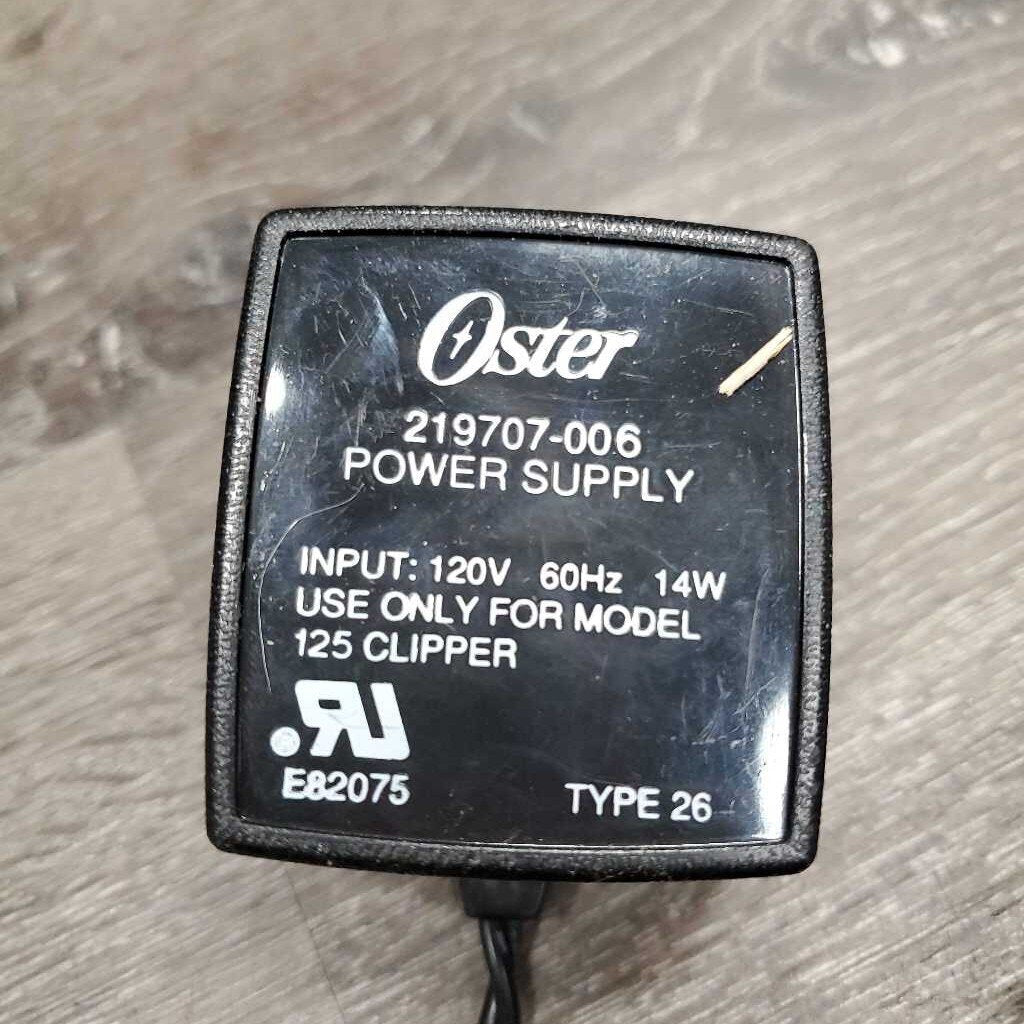 Oster
219707-006
POWER SUPPLY
INPUT: 120V 60Hz 14W
USE ONLY FOR MODEL
125 CLIPPER
E82075
TYPE 26